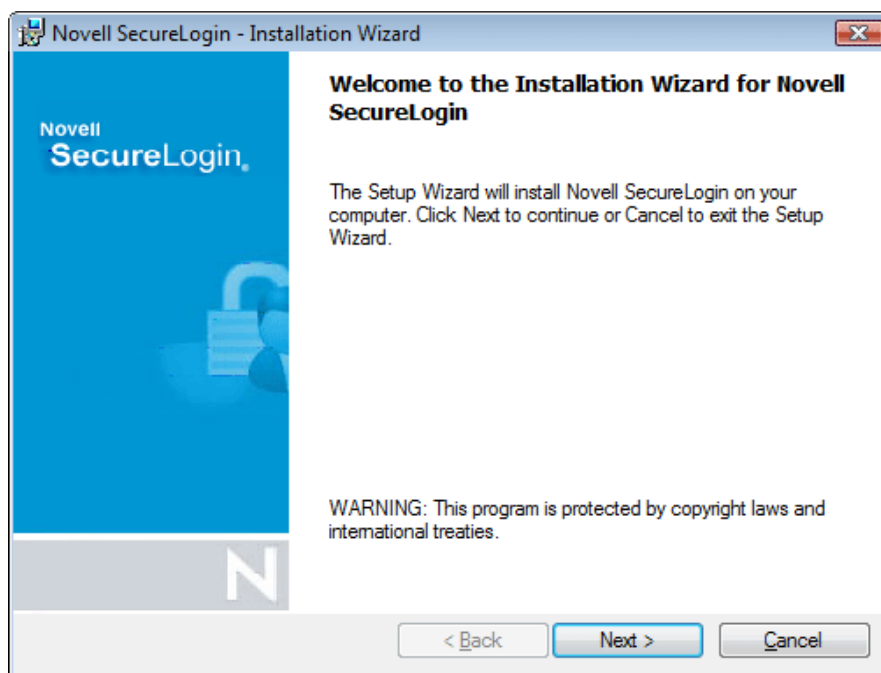 Novell SecureLogin - Installation Wizard
Novell
SecureLogin®
Welcome to the Installation Wizard for Novell
SecureLogin
The Setup Wizard will install Novell SecureLogin on your
computer. Click Next to continue or Cancel to exit the Setup
Wizard.
WARNING: This program is protected by copyright laws and
international treaties.
N
< Back
Next >
Cancel